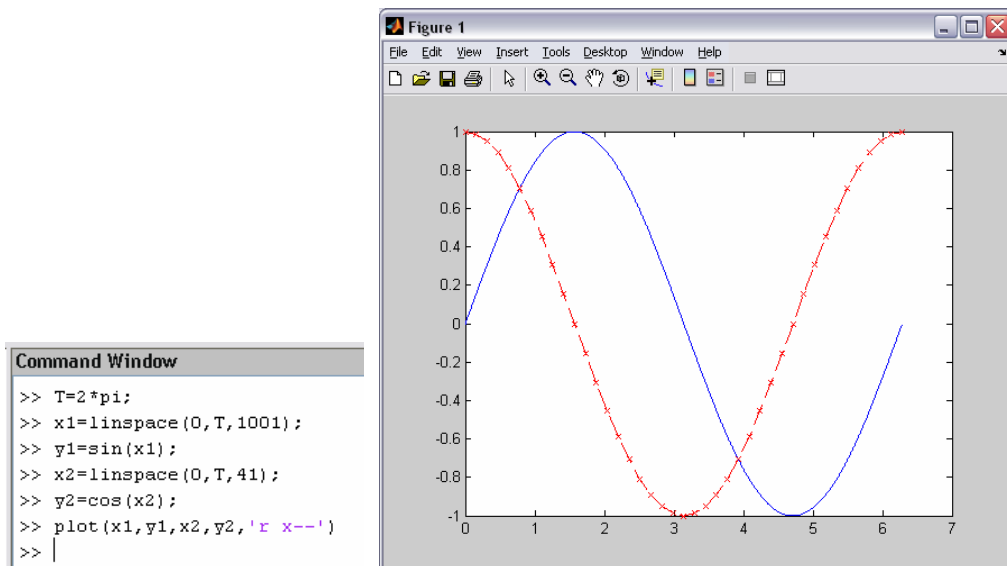 Command Window
>> T=2*pi;
>> x1=linspace(0,T,1001);
>> y1=sin(x1);
>> x2=linspace(0,T,41);
>> y2=cos(x2);
>> plot(x1,y1,x2,y2,'r x--')
>>
Figure 1
File Edit View Insert Tools Desktop Window Help
1
0.8
0.6
0.4
0.2
0
-0.2
-0.4
-0.6
-0.8
-1
0 1 2 3 4 5 6 7